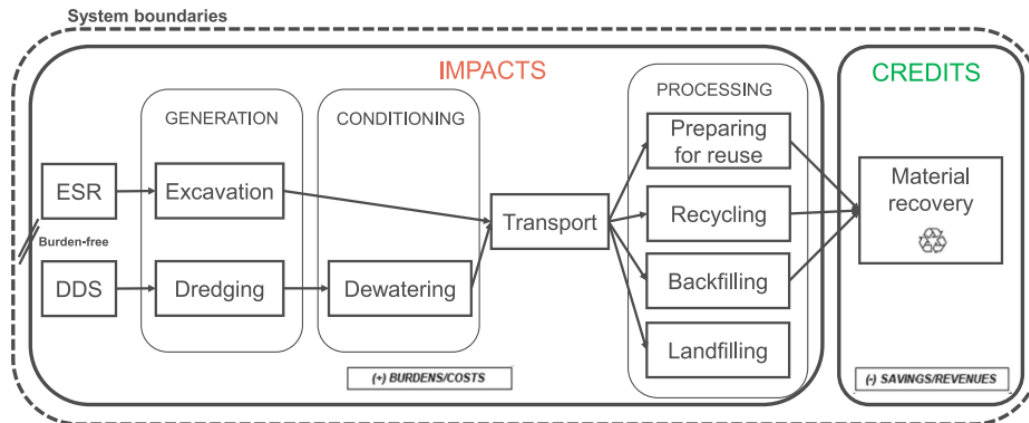 System boundaries
IMPACTS
CREDITS
GENERATION
CONDITIONING
PROCESSING
ESR
Excavation
Burden-free
DDS
Dredging
Dewatering
Transport
Preparing
for reuse
Recycling
Backfilling
Landfilling
Material
recovery
(+) BURDENS/COSTS
(-) SAVINGS/REVENUES